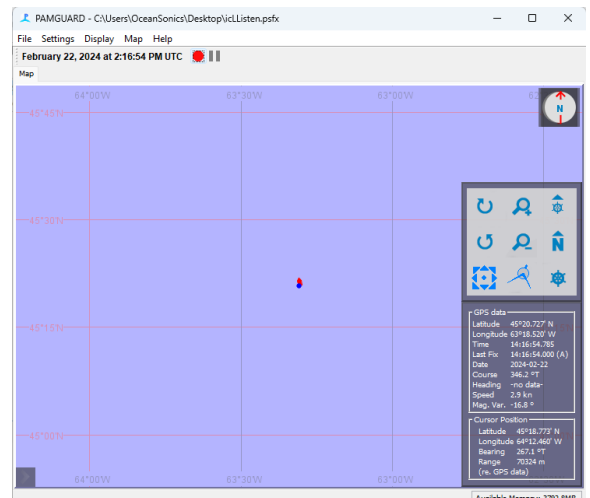 PAMGUARD - C:\Users\OceanSonics\Desktop\icLListen.psfx
File Settings Display Map Help
February 22, 2024 at 2:16:54 PM UTC
Map
64°00'W 63°30'W 63°00'W 62
N
45°45'N
45°30'N
N
GPS data
Latitude 45°20.727' N
Longitude 63°18.520' W
45°15'N
Time 14:16:54.785
Last Fix 14:16:54.000 (A)
Date 2024-02-22
Course 346.2 °T
Heading -no data-
Speed 2.9 kn
Mag. Var. -16.8 °
Cursor Position
Latitude 45°18.773' N
45°00'N
Longitude 64°12.460' W
Bearing 267.1 °T
Range 70324 m
(re. GPS data)
64°00'W 63°30'W 63°00'W